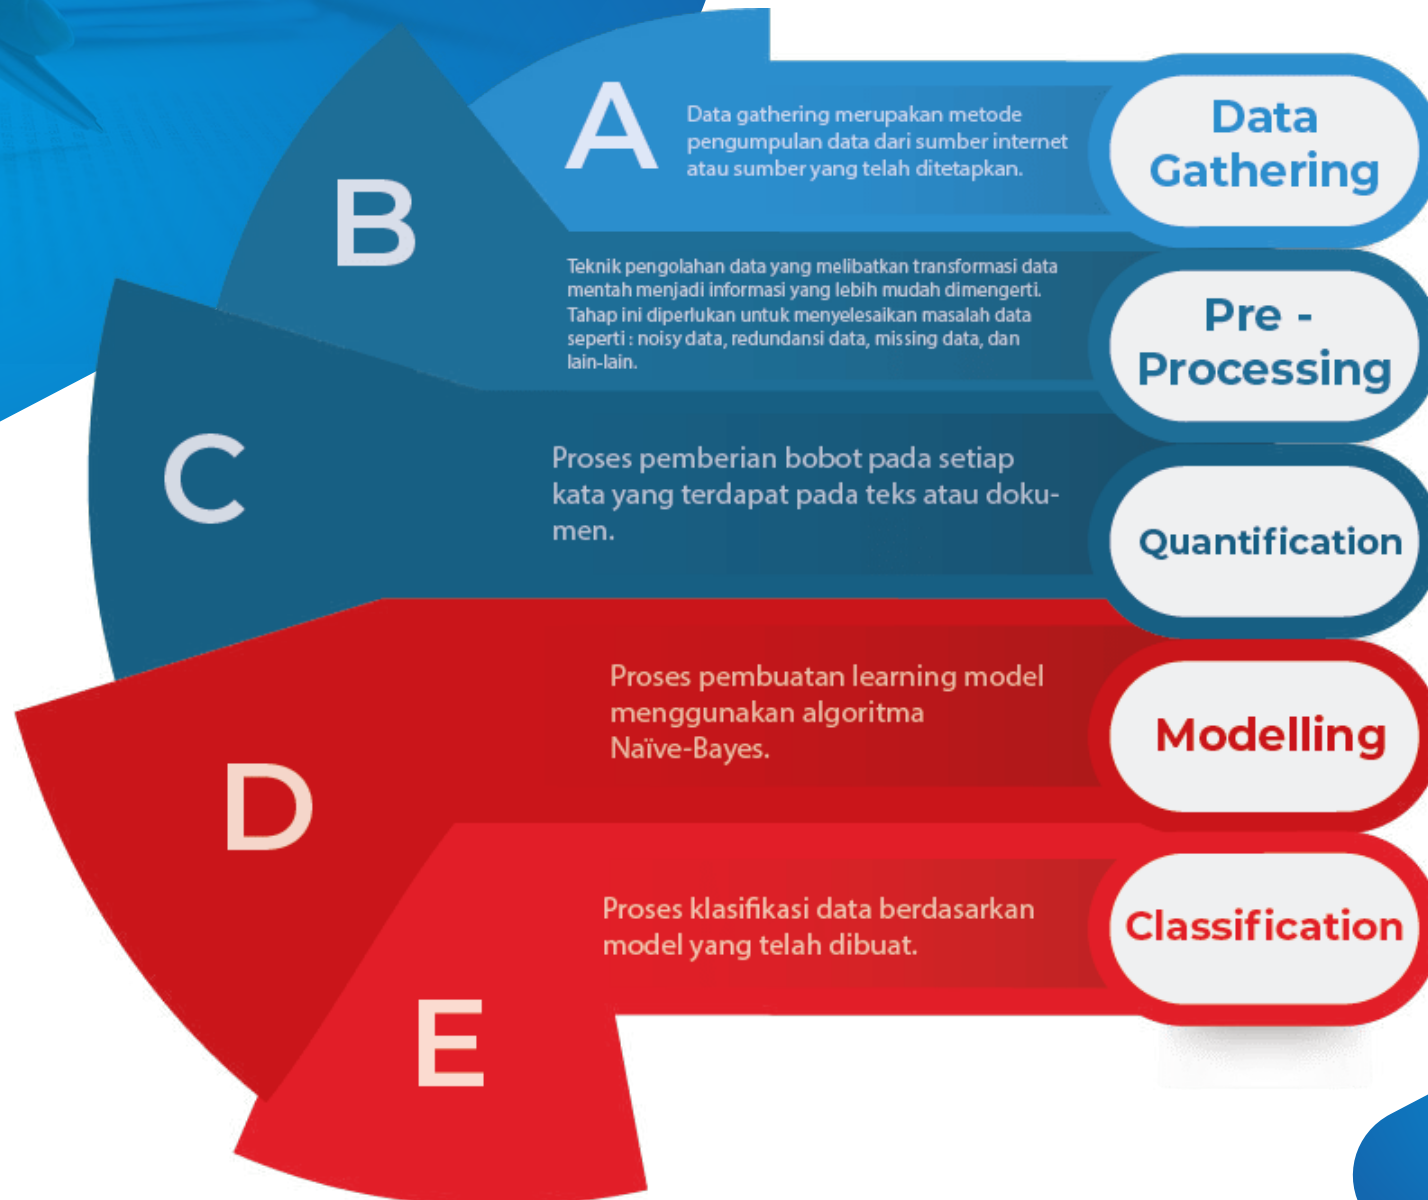 A
Data gathering merupakan metode
pengumpulan data dari sumber internet
atau sumber yang telah ditetapkan.
Data
Gathering
B
Teknik pengolahan data yang melibatkan transformasi data
mentah menjadi informasi yang lebih mudah dimengerti.
Tahap ini diperlukan untuk menyelesaikan masalah data
seperti : noisy data, redundansi data, missing data, dan
lain-lain.
Pre -
Processing
C
Proses pemberian bobot pada setiap
kata yang terdapat pada teks atau doku-
men.
Quantification
D
Proses pembuatan learning model
menggunakan algoritma
Naïve-Bayes.
Modelling
E
Proses klasifikasi data berdasarkan
model yang telah dibuat.
Classification